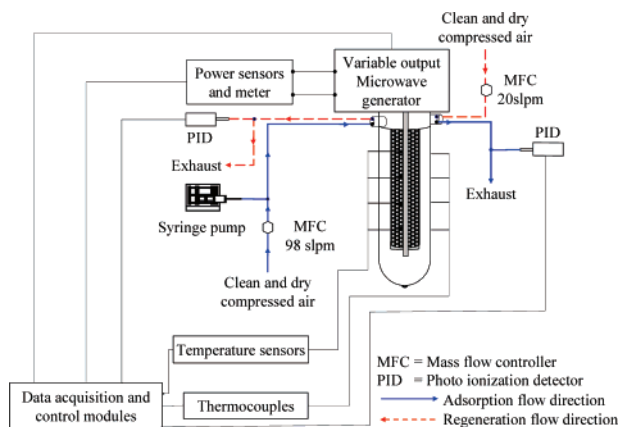 Clean and dry
compressed air
Variable output
Microwave
generator
Power sensors
and meter
MFC
20slpm
PID
PID
Exhaust
Exhaust
Syringe pump
MFC
98 slpm
Clean and dry
compressed air
Temperature sensors
MFC = Mass flow controller
PID = Photo ionization detector
Data acquisition and
control modules
Thermocouples
Adsorption flow direction
Regeneration flow direction